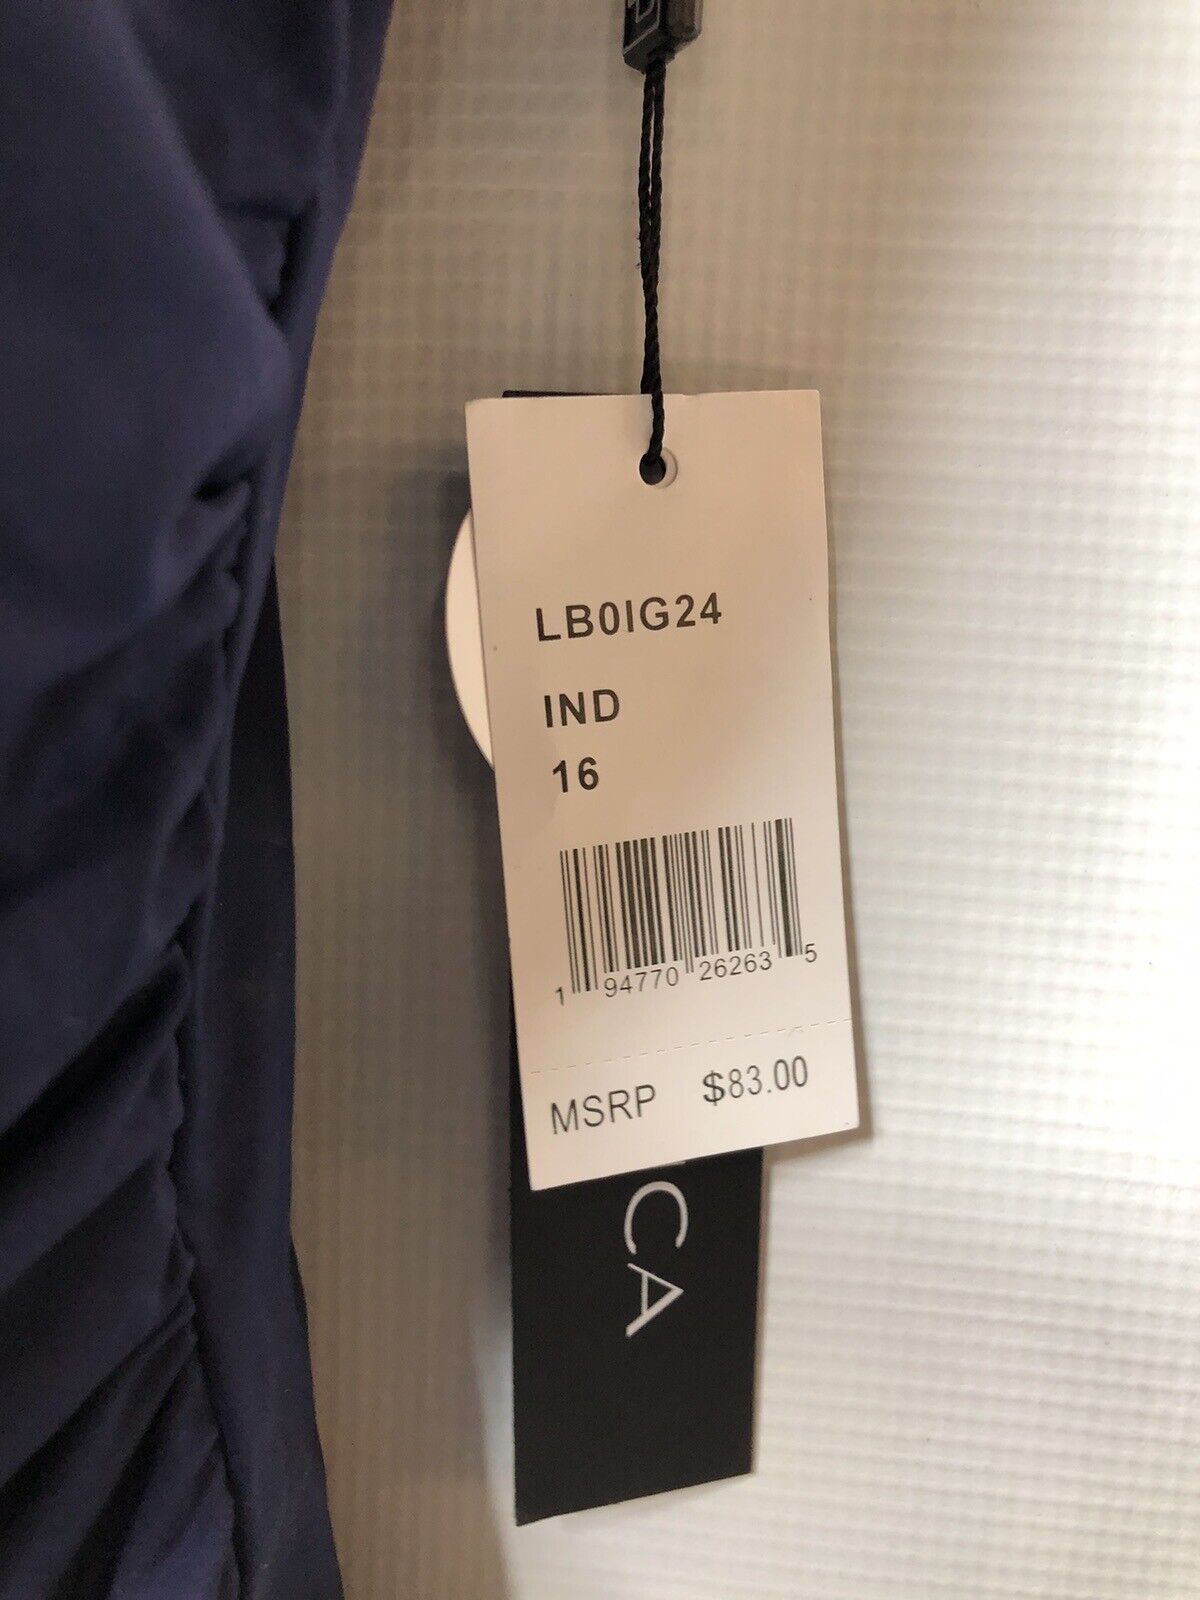 LB0IG24
IND
16
1 94770 26263 5
MSRP $83.00
CA